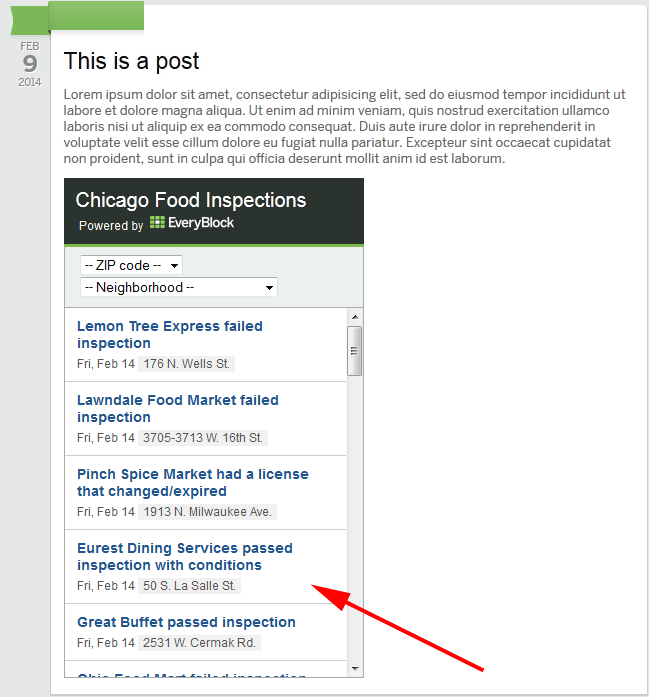 FEB
9
2014
This is a post
Lorem ipsum dolor sit amet, consectetur adipisicing elit, sed do eiusmod tempor incididunt ut
labore et dolore magna aliqua. Ut enim ad minim veniam, quis nostrud exercitation ullamco
laboris nisi ut aliquip ex ea commodo consequat. Duis aute irure dolor in reprehenderit in
voluptate velit esse cillum dolore eu fugiat nulla pariatur. Excepteur sint occaecat cupidatat
non proident, sunt in culpa qui officia deserunt mollit anim id est laborum.
Chicago Food Inspections
Powered by EveryBlock
-- ZIP code --
-- Neighborhood --
Lemon Tree Express failed
inspection
Fri, Feb 14 176 N. Wells St.
Lawndale Food Market failed
inspection
Fri, Feb 14 3705-3713 W. 16th St.
Pinch Spice Market had a license
that changed/expired
Fri, Feb 14 1913 N. Milwaukee Ave.
Eurest Dining Services passed
inspection with conditions
Fri, Feb 14 50 S. La Salle St.
Great Buffet passed inspection
Fri, Feb 14 2531 W. Cermak Rd.
Food Mart failed inspection